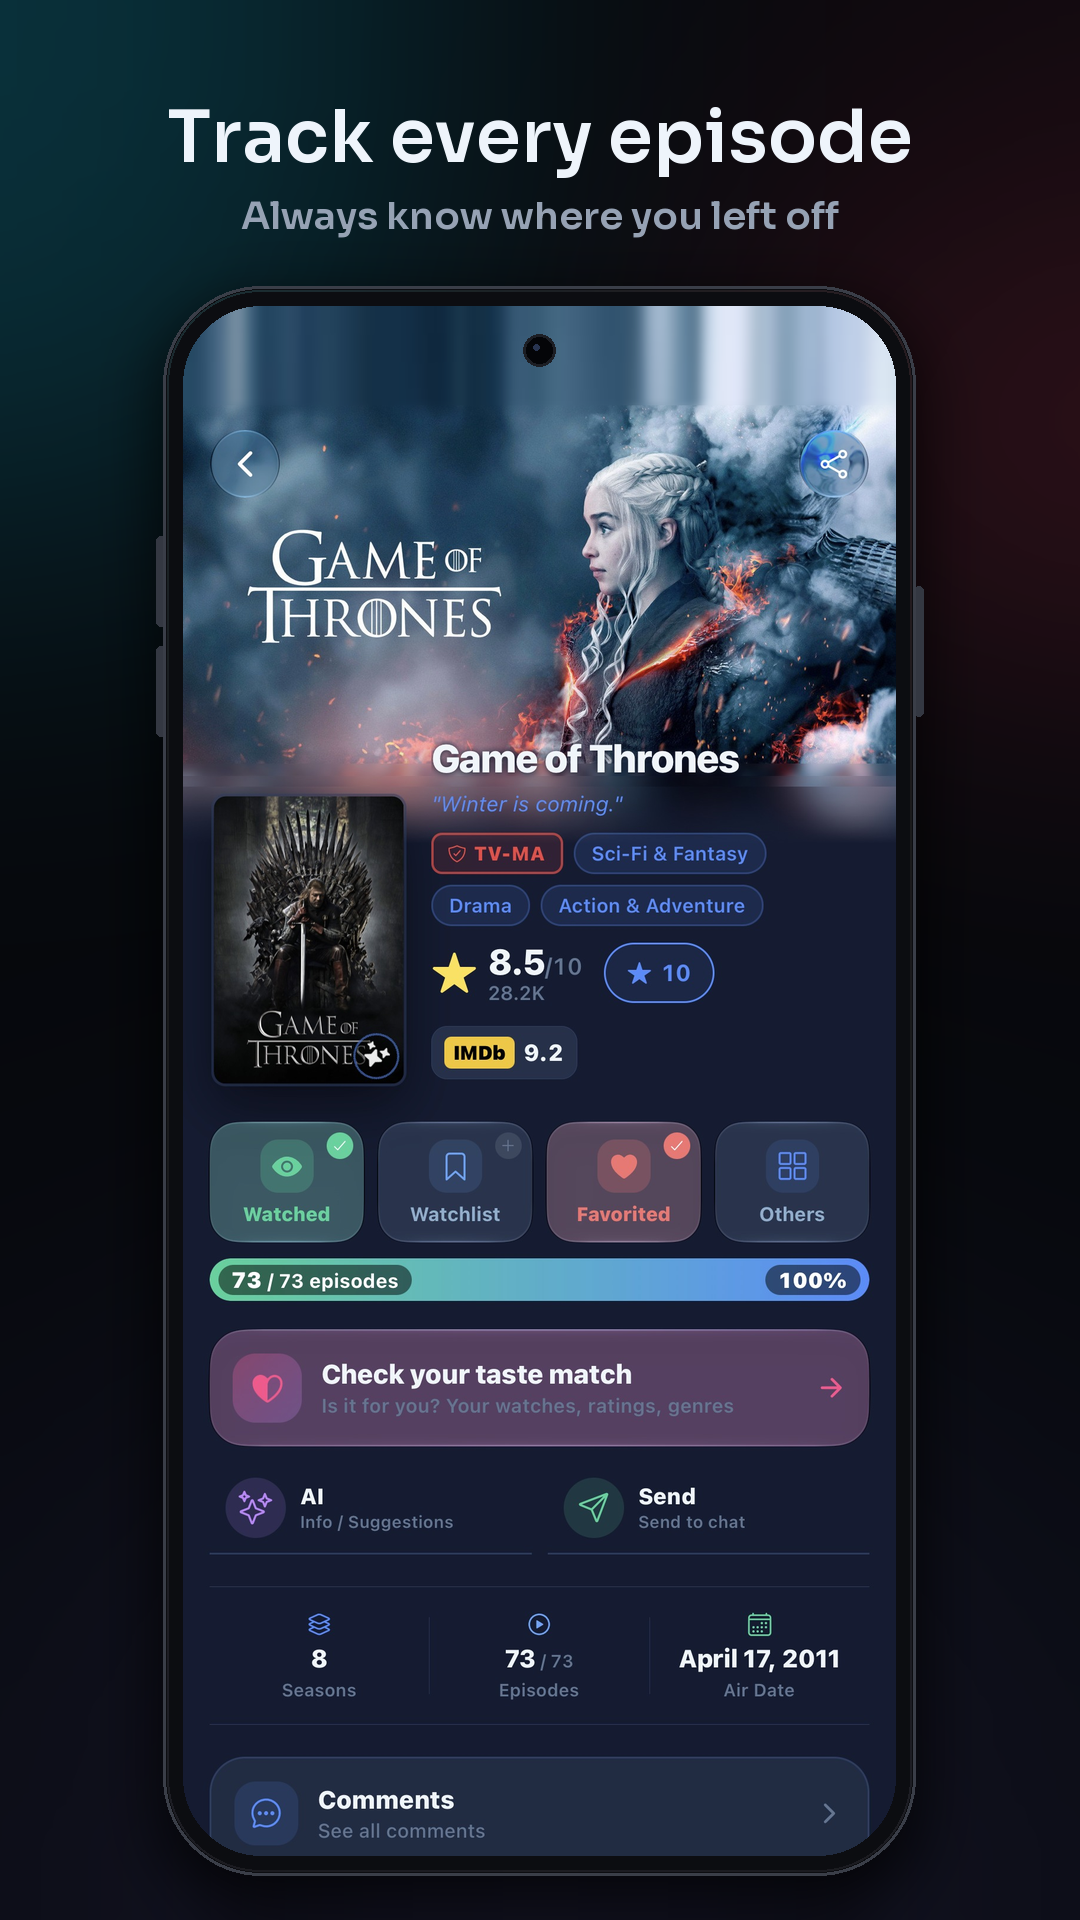 Track every episode
Always know where you left off
GAME OF
THRONES
Game of Thrones
"Winter is coming."
TV-MA
Sci-Fi & Fantasy
Drama
Action & Adventure
8.5/10
28.2K
10
IMDb 9.2
GAME OF
THRONES
Watched
Watchlist
Favorited
Others
73 / 73 episodes
100%
Check your taste match
Is it for you? Your watches, ratings, genres
AI
Info / Suggestions
Send
Send to chat
8
Seasons
73 / 73
Episodes
April 17, 2011
Air Date
Comments
See all comments